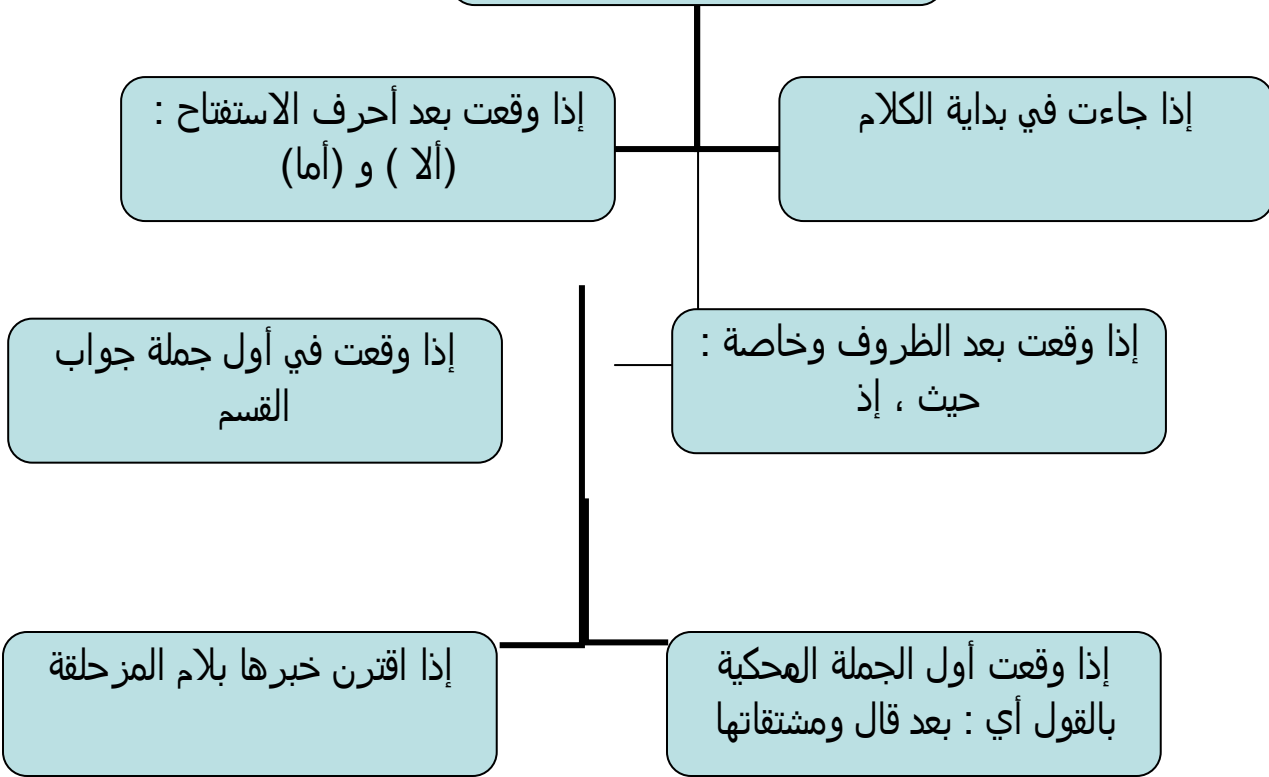 إذا جاءت في بداية الكلام
إذا وقعت بعد أحرف الاستفتاح :
(ألا ) و (أما)
إذا وقعت بعد الظروف وخاصة :
حيث ، إذ
إذا وقعت في أول جملة جواب
القسم
إذا وقعت أول الجملة المحكية
بالقول أي : بعد قال ومشتقاتها
إذا اقترن خبرها بلام المزحلقة